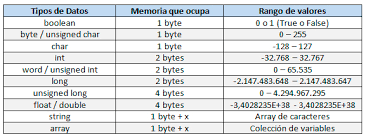 Tipos de Datos Memoria que ocupa Rango de valores
boolean 1 byte 0 o 1 (True o False)
byte / unsigned char 1 byte 0 – 255
char 1 byte -128 – 127
int 2 bytes -32.768 – 32.767
word / unsigned int 2 bytes 0 – 65.535
long 2 bytes -2.147.483.648 – 2.147.483.647
unsigned long 4 bytes 0 – 4.294.967.295
float / double 4 bytes -3,4028235E+38 - 3,4028235E+38
string 1 byte + x Array de caracteres
array 1 byte + x Colección de variables